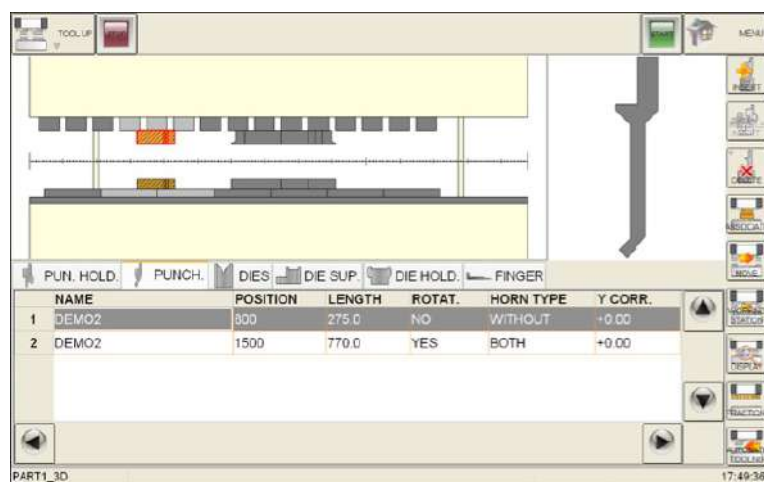 TOOL UP
START
MENU
INSERT
DELETE
MOVE
PUN. HOLD.
PUNCH.
DIES
DIE SUP.
DIE HOLD.
FINGER
NAME POSITION LENGTH ROTAT. HORN TYPE Y CORR.
1 DEMO2 800 275.0 NO WITHOUT +0.00
2 DEMO2 1500 770.0 YES BOTH +0.00
STATION
DISPLAY
TOOLING
PART1_3D
17:49:36